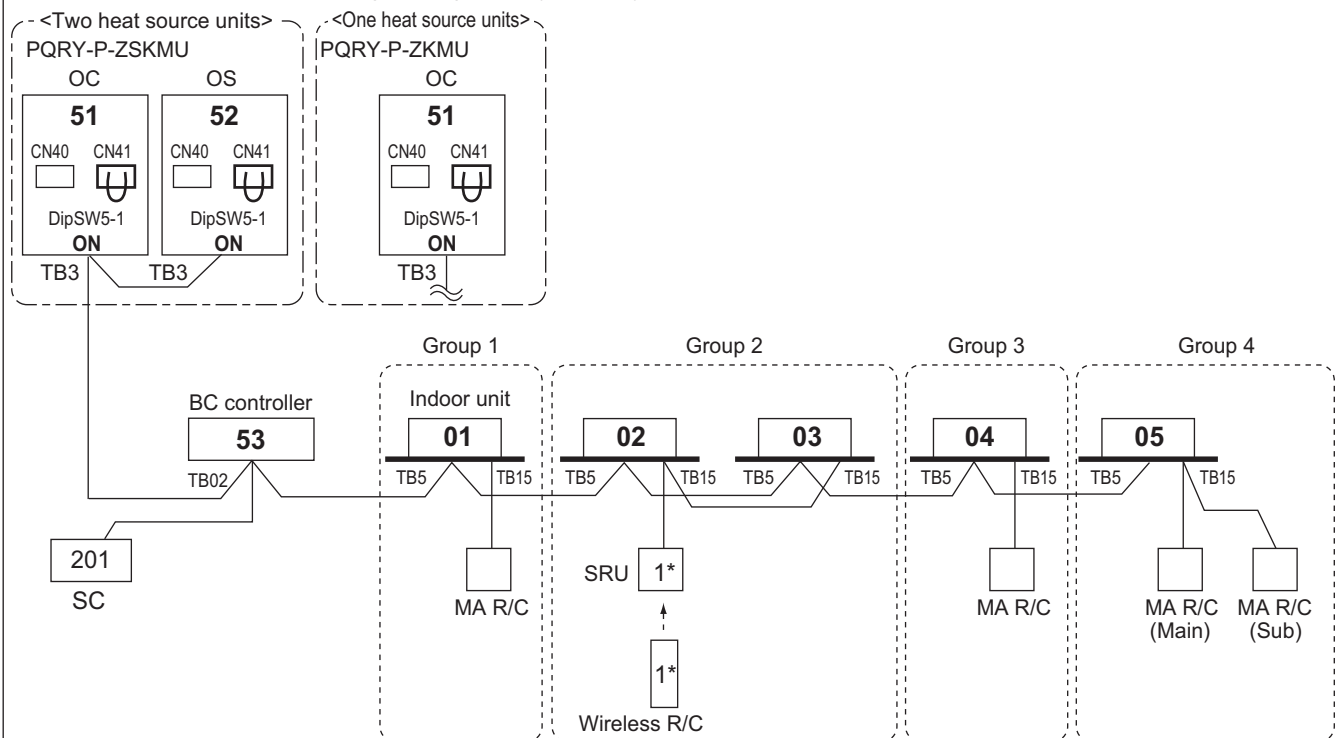 <Two heat source units>
<One heat source units>
PQRY-P-ZSKMU
PQRY-P-ZKMU
OC
OS
OC
51
52
51
CN40 CN41
CN40 CN41
CN40 CN41
DipSW5-1
DipSW5-1
DipSW5-1
ON
ON
ON
TB3
TB3
TB3
Group 1
Group 2
Group 3
Group 4
BC controller
Indoor unit
53
01
02
03
04
05
TB02
TB5
TB15
TB5
TB15
TB5
TB15
TB5
TB15
TB5
TB15
201
SC
MA R/C
SRU
1*
MA R/C
MA R/C
(Main)
MA R/C
(Sub)
1*
Wireless R/C